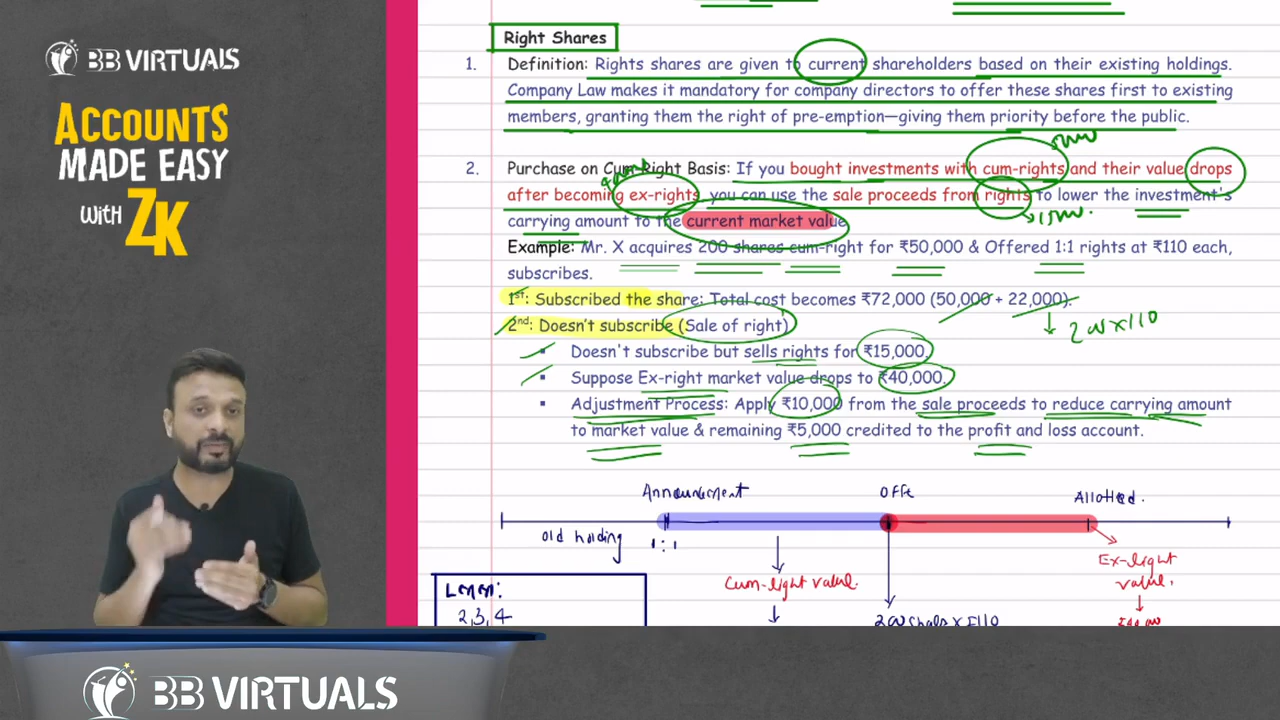 BB VIRTUALS
ACCOUNTS
MADE EASY
WITH
ZK
Right Shares
1. Definition: Rights shares are given to current shareholders based on their existing holdings.
Company Law makes it mandatory for company directors to offer these shares first to existing
members, granting them the right of pre-emption—giving them priority before the public.
2. Purchase on Cum-Right Basis: If you bought investments with cum-rights and their value drops
after becoming ex-rights, you can use the sale proceeds from rights to lower the investment's
carrying amount to the current market value
Example: Mr. X acquires 200 shares cum-right for ₹50,000 & Offered 1:1 rights at ₹110 each,
subscribes.
1st: Subscribed the share: Total cost becomes ₹72,000 (50,000 + 22,000).
2nd: Doesn't subscribe (Sale of right)
200 x 110
▪ Doesn't subscribe but sells rights for ₹15,000.
▪ Suppose Ex-right market value drops to ₹40,000.
▪ Adjustment Process: Apply ₹10,000 from the sale proceeds to reduce carrying amount
to market value & remaining ₹5,000 credited to the profit and loss account.
Announcement
Allotted.
old holding
1:1
Cum-right value.
Ex-right
value.
2,3,4
BB VIRTUALS